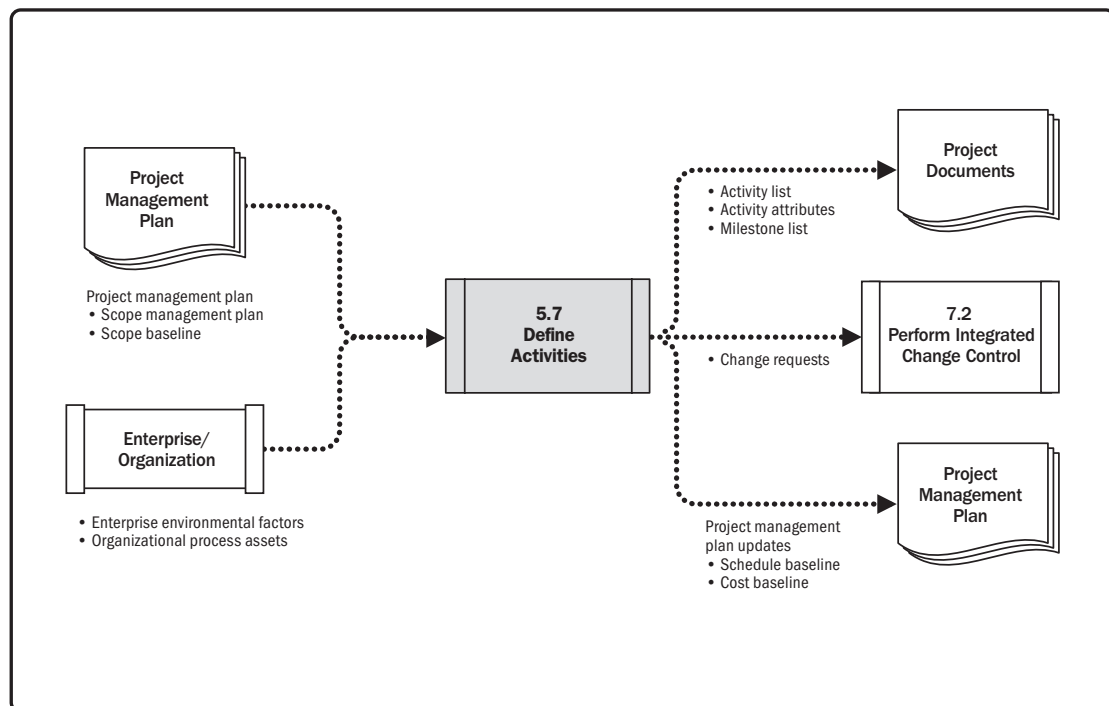 Project
Management
Plan
Project management plan
• Scope management plan
• Scope baseline
Enterprise/
Organization
• Enterprise environmental factors
• Organizational process assets
5.7
Define
Activities
Project
Documents
• Activity list
• Activity attributes
• Milestone list
7.2
Perform Integrated
Change Control
• Change requests
Project
Management
Plan
Project management
plan updates
• Schedule baseline
• Cost baseline